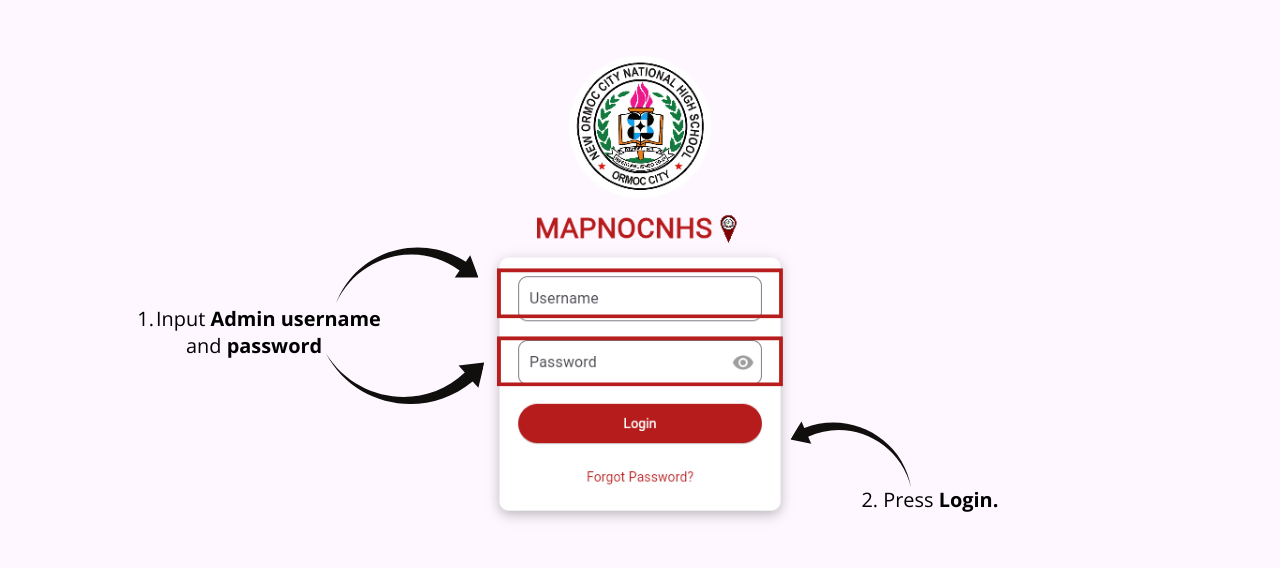 NEW ORMOC CITY NATIONAL HIGH SCHOOL
ORMOC CITY
MAPNOCNHS
Username
1. Input Admin username
and password
Password
Login
Forgot Password?
2. Press Login.